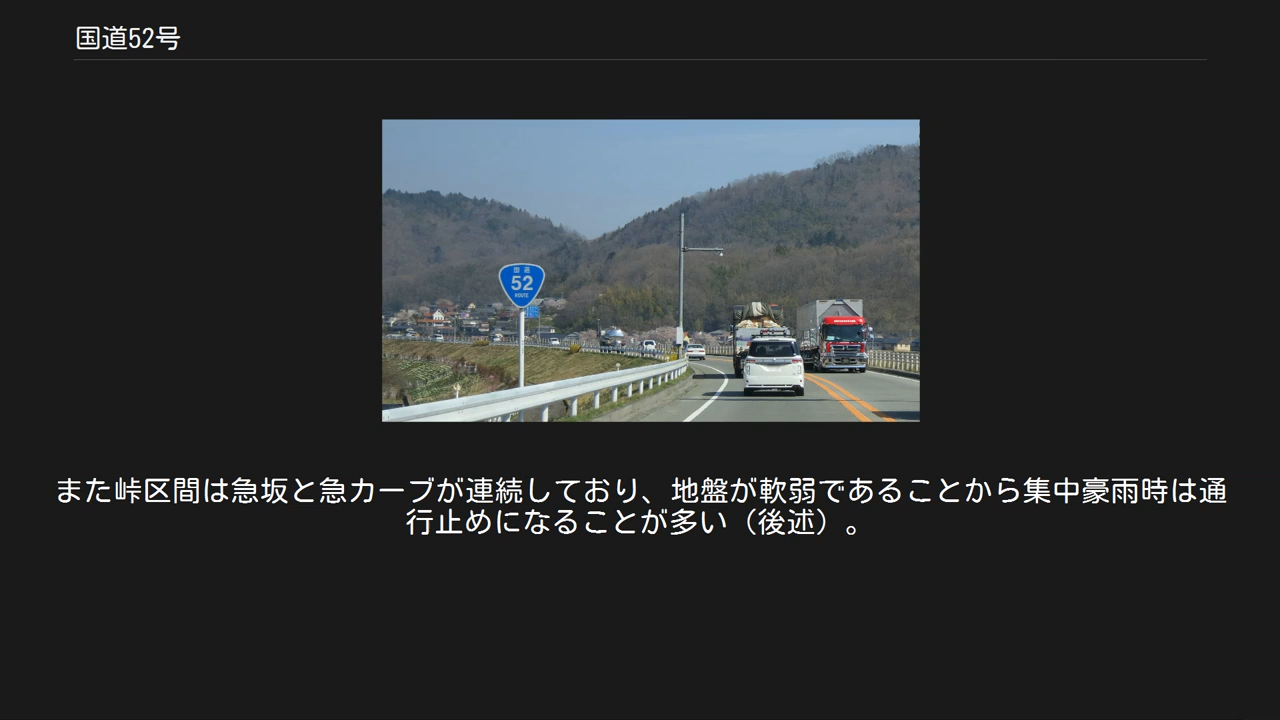 国道52号
国道
52
ROUTE
また峠区間は急坂と急カーブが連続しており、地盤が軟弱であることから集中豪雨時は通
行止めになることが多い（後述）。